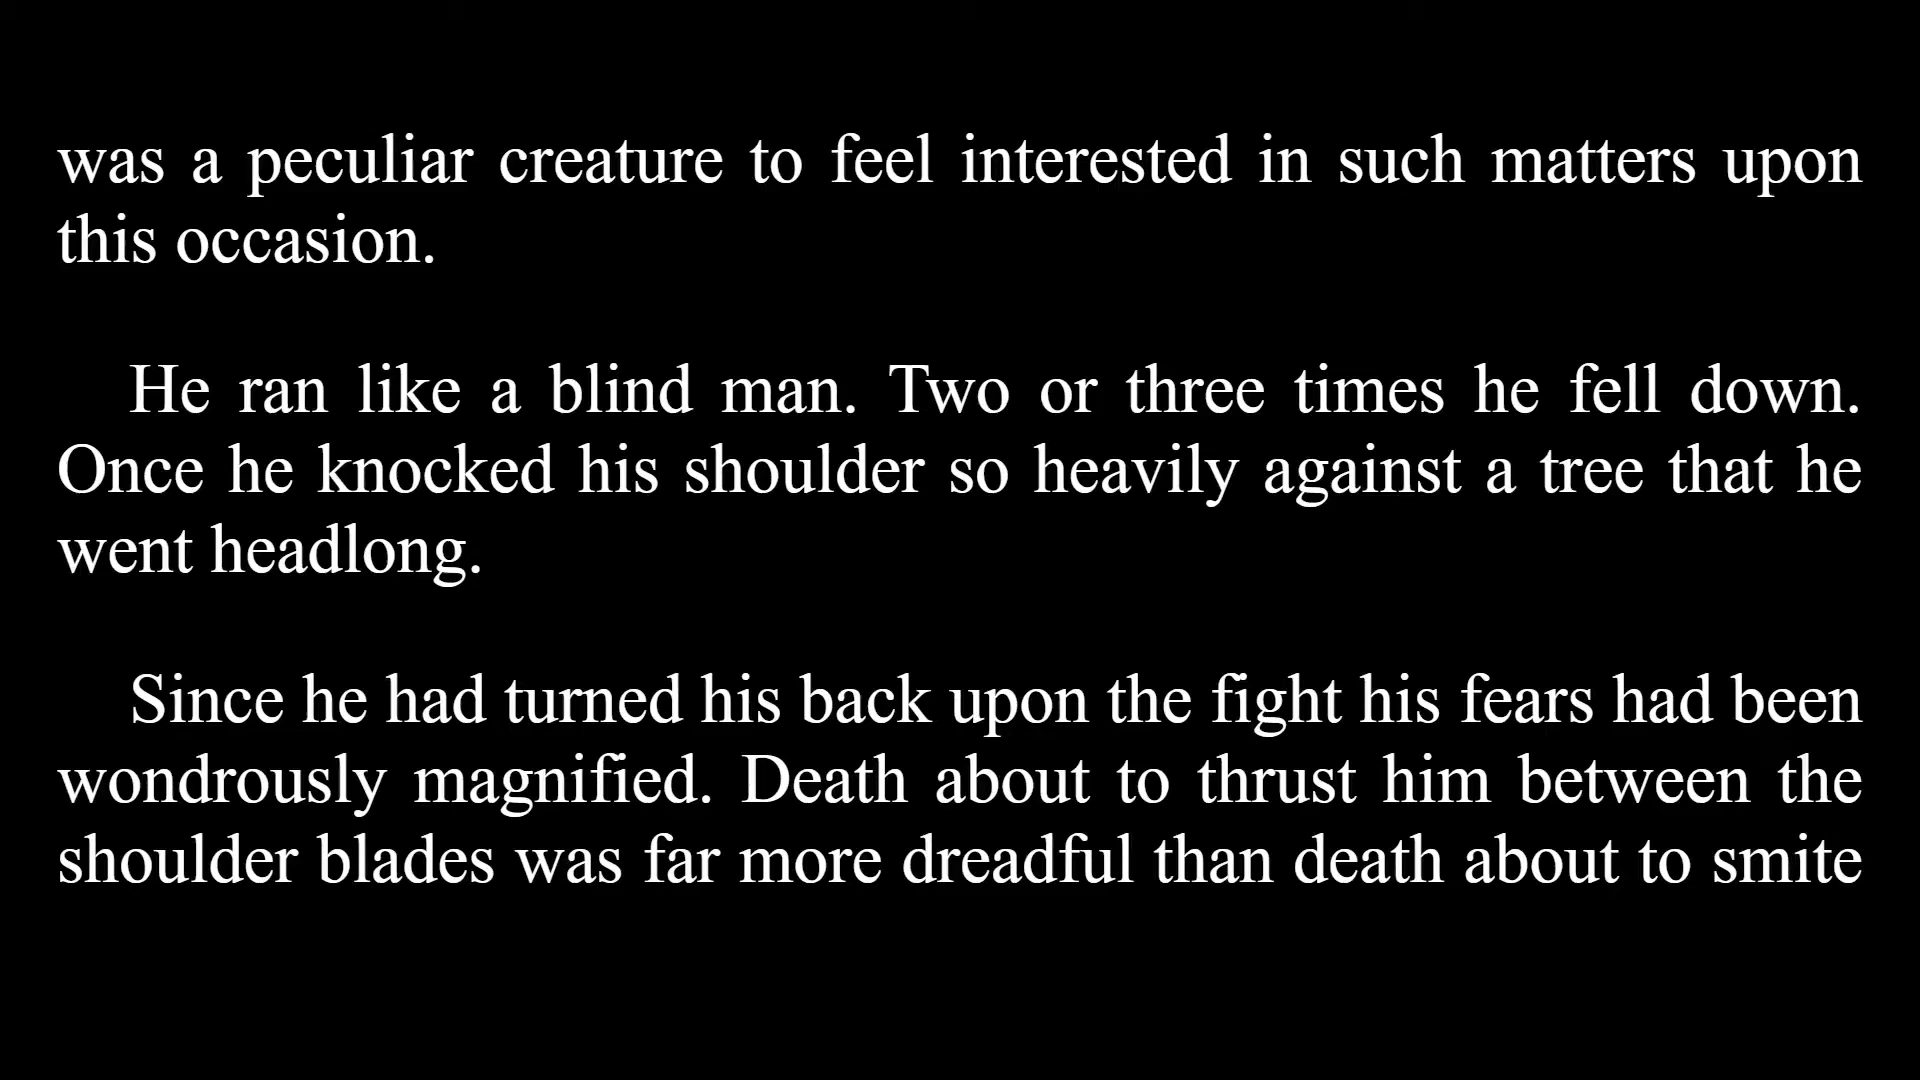 was a peculiar creature to feel interested in such matters upon
this occasion.
He ran like a blind man. Two or three times he fell down.
Once he knocked his shoulder so heavily against a tree that he
went headlong.
Since he had turned his back upon the fight his fears had been
wondrously magnified. Death about to thrust him between the
shoulder blades was far more dreadful than death about to smite